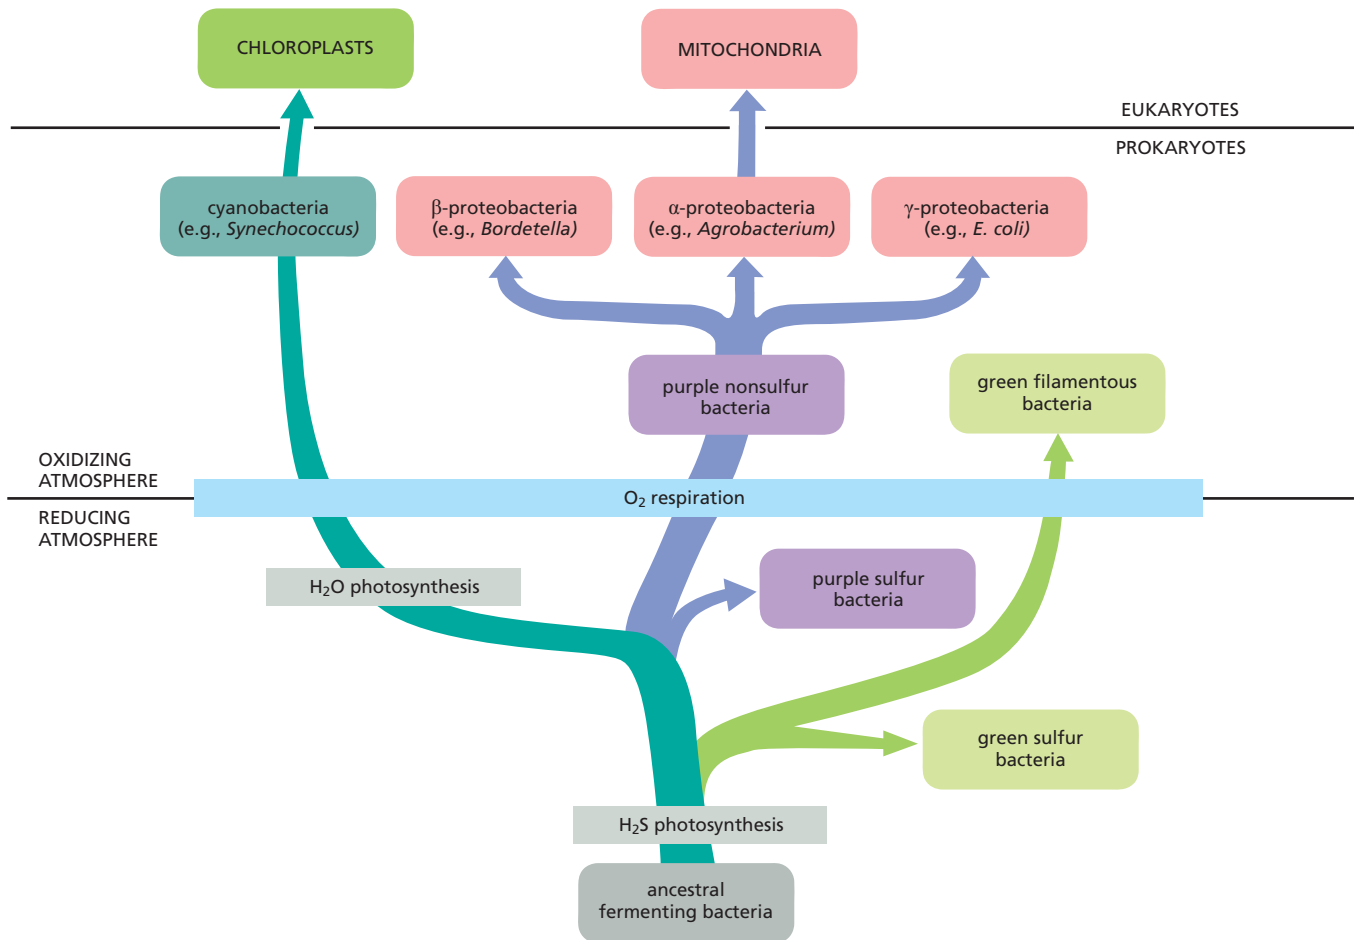 CHLOROPLASTS
MITOCHONDRIA
EUKARYOTES
PROKARYOTES
cyanobacteria
(e.g., Synechococcus)
β-proteobacteria
(e.g., Bordetella)
α-proteobacteria
(e.g., Agrobacterium)
γ-proteobacteria
(e.g., E. coli)
purple nonsulfur
bacteria
green filamentous
bacteria
OXIDIZING
ATMOSPHERE
O₂ respiration
REDUCING
ATMOSPHERE
H₂O photosynthesis
purple sulfur
bacteria
green sulfur
bacteria
H₂S photosynthesis
ancestral
fermenting bacteria